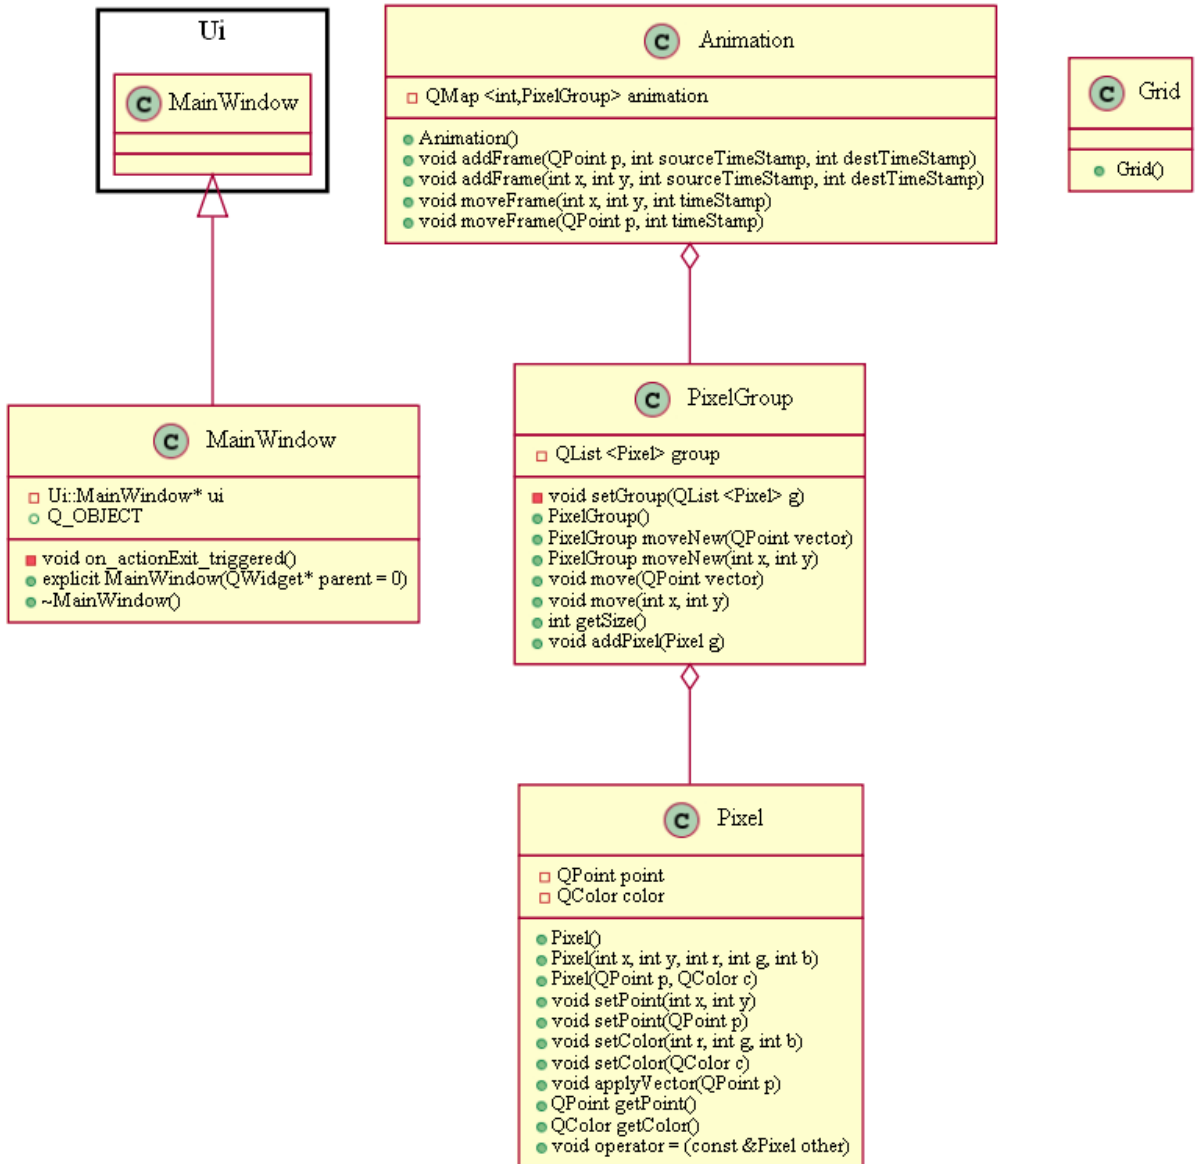 Ui
C MainWindow
C Animation
QMap <int,PixelGroup> animation
Animation()
void addFrame(QPoint p, int sourceTimeStamp, int destTimeStamp)
void addFrame(int x, int y, int sourceTimeStamp, int destTimeStamp)
void moveFrame(int x, int y, int timeStamp)
void moveFrame(QPoint p, int timeStamp)
C Grid
Grid()
C MainWindow
Ui::MainWindow* ui
Q_OBJECT
void on_actionExit_triggered()
explicit MainWindow(QWidget* parent = 0)
~MainWindow()
C PixelGroup
QList <Pixel> group
void setGroup(QList <Pixel> g)
PixelGroup()
PixelGroup moveNew(QPoint vector)
PixelGroup moveNew(int x, int y)
void move(QPoint vector)
void move(int x, int y)
int getSize()
void addPixel(Pixel g)
C Pixel
QPoint point
QColor color
Pixel()
Pixel(int x, int y, int r, int g, int b)
Pixel(QPoint p, QColor c)
void setPoint(int x, int y)
void setPoint(QPoint p)
void setColor(int r, int g, int b)
void setColor(QColor c)
void applyVector(QPoint p)
QPoint getPoint()
QColor getColor()
void operator = (const &Pixel other)